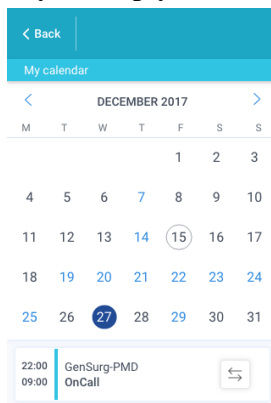 Back
My calendar
DECEMBER 2017
M T W T F S S
1 2 3
4 5 6 7 8 9 10
11 12 13 14 15 16 17
18 19 20 21 22 23 24
25 26 27 28 29 30 31
22:00 GenSurg-PMD
09:00 OnCall